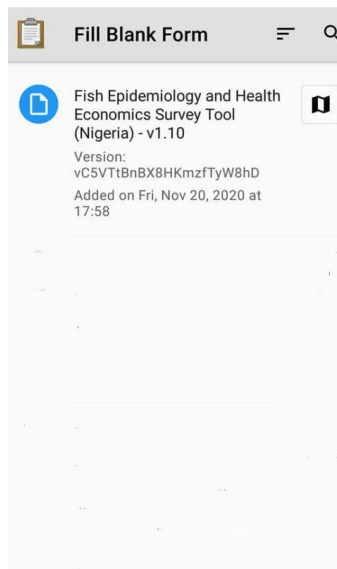 Fill Blank Form
Fish Epidemiology and Health
Economics Survey Tool
(Nigeria) - v1.10
Version:
vC5VTtBnBX8HKmzfTyW8hD
Added on Fri, Nov 20, 2020 at
17:58